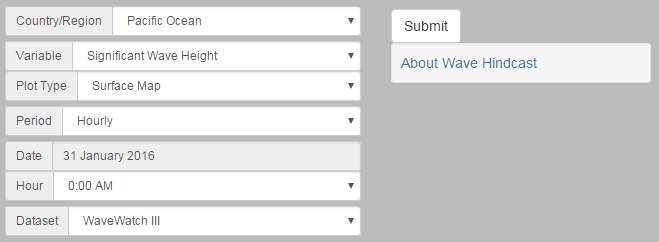 Country/Region Pacific Ocean
Variable Significant Wave Height
Plot Type Surface Map
Period Hourly
Date 31 January 2016
Hour 0:00 AM
Dataset WaveWatch III
Submit
About Wave Hindcast